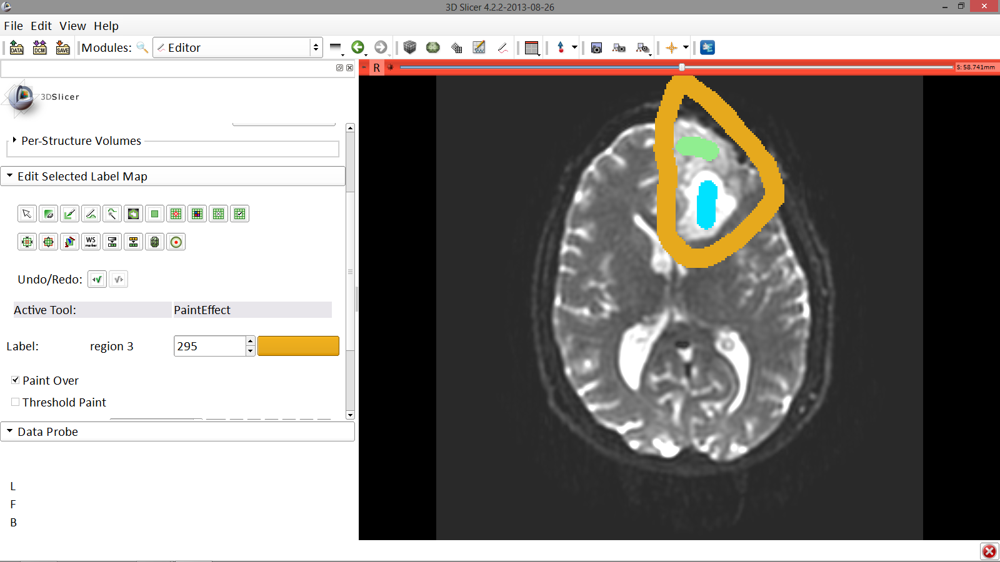 3D Slicer 4.2.2-2013-08-26
File Edit View Help
DATA DCM SAVE Modules: Editor
R S: 58.741mm
3DSlicer
Per-Structure Volumes
Edit Selected Label Map
WS
marker
Undo/Redo:
Active Tool: PaintEffect
Label: region 3 295
Paint Over
Threshold Paint
Data Probe
L
F
B